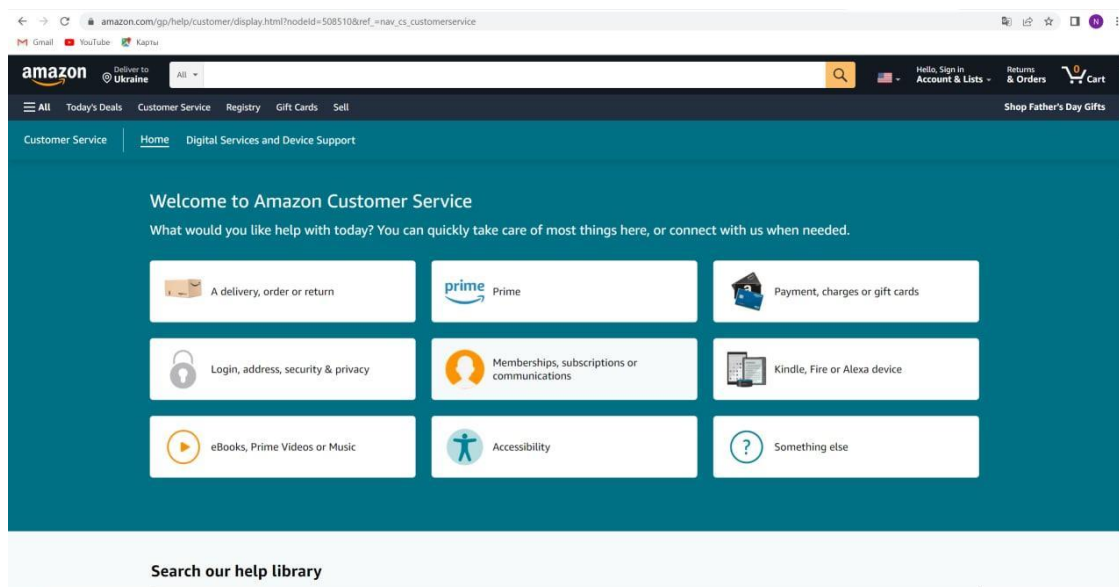 amazon.com/gp/help/customer/display.html?nodeId=508510&ref_=nav_cs_customerservice
N
Gmail YouTube Карты
amazon
Deliver to
Ukraine
All
Hello, Sign in
Account & Lists
Returns
& Orders
0
Cart
All Today's Deals Customer Service Registry Gift Cards Sell
Shop Father's Day Gifts
Customer Service Home Digital Services and Device Support
Welcome to Amazon Customer Service
What would you like help with today? You can quickly take care of most things here, or connect with us when needed.
A delivery, order or return
prime Prime
Payment, charges or gift cards
Login, address, security & privacy
Memberships, subscriptions or
communications
Kindle, Fire or Alexa device
eBooks, Prime Videos or Music
Accessibility
? Something else
Search our help library